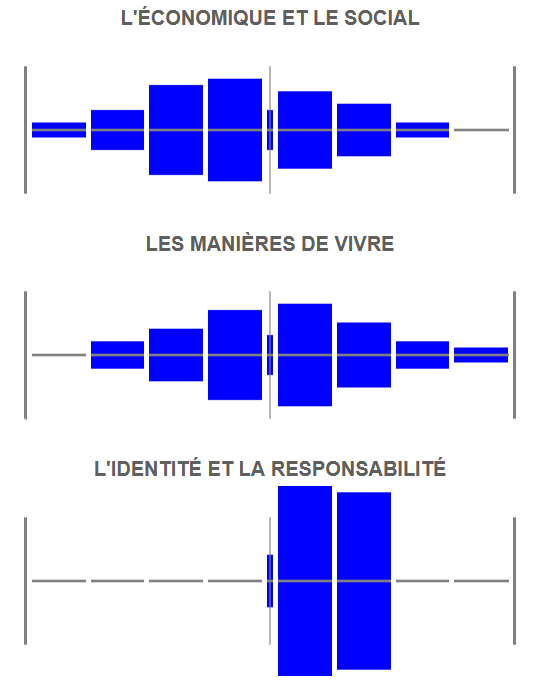 L'ÉCONOMIQUE ET LE SOCIAL
LES MANIÈRES DE VIVRE
L'IDENTITÉ ET LA RESPONSABILITÉ